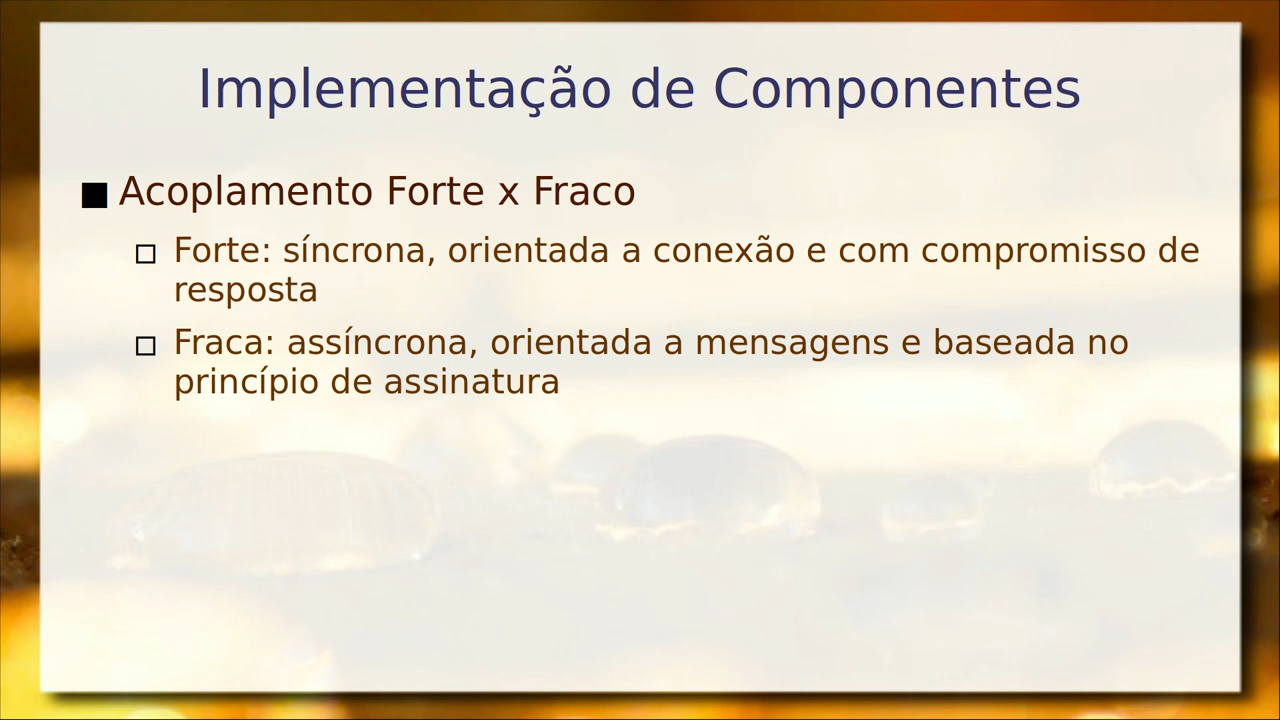 Implementação de Componentes
Acoplamento Forte x Fraco
Forte: síncrona, orientada a conexão e com compromisso de
resposta
Fraca: assíncrona, orientada a mensagens e baseada no
princípio de assinatura